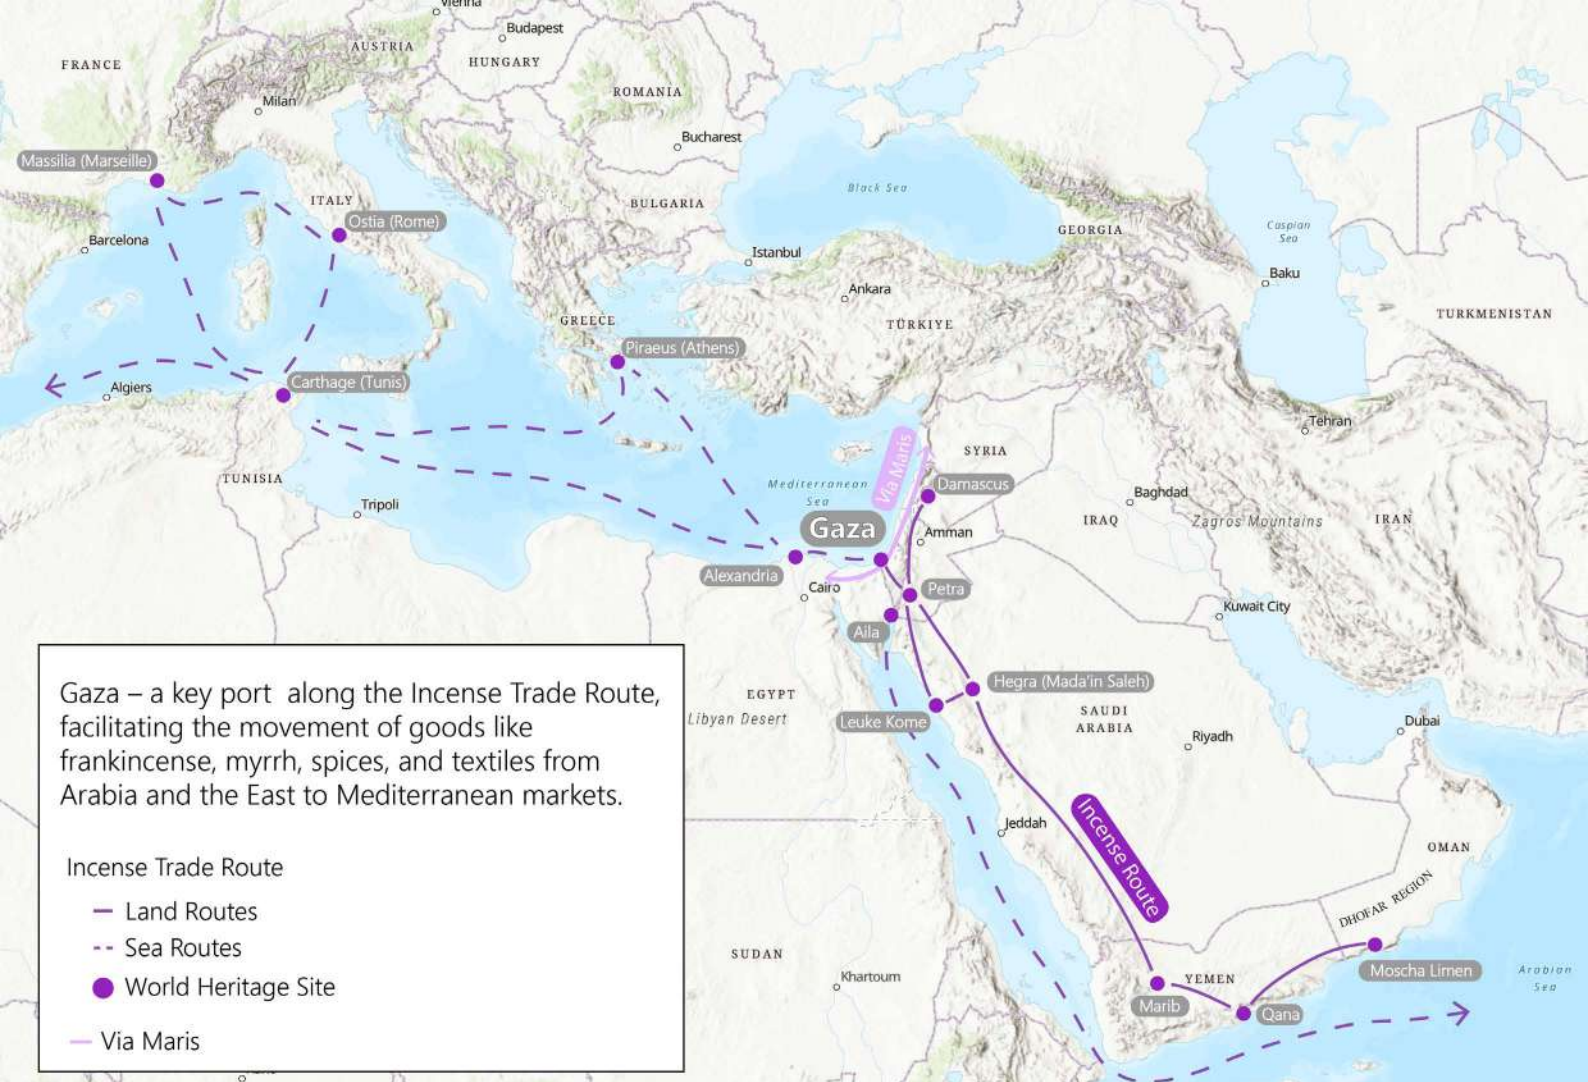 Vienna
Budapest
AUSTRIA
HUNGARY
FRANCE
ROMANIA
Milan
Bucharest
Massilia (Marseille)
Black Sea
ITALY
BULGARIA
Ostia (Rome)
GEORGIA
Caspian
Sea
Barcelona
Istanbul
Baku
Ankara
TURKMENISTAN
GREECE
TÜRKIYE
Piraeus (Athens)
Algiers
Carthage (Tunis)
Tehran
Via Maris
SYRIA
TUNISIA
Mediterranean
Sea
Damascus
Baghdad
Tripoli
Gaza
IRAQ
Zagros Mountains
IRAN
Amman
Alexandria
Cairo
Petra
Kuwait City
Aila
Hegra (Mada'in Saleh)
EGYPT
Libyan Desert
Leuke Kome
SAUDI
ARABIA
Riyadh
Dubai
Jeddah
Incense Route
OMAN
DHOFAR REGION
SUDAN
Khartoum
Moscha Limen
Arabian
Sea
YEMEN
Marib
Qana
Gaza – a key port along the Incense Trade Route,
facilitating the movement of goods like
frankincense, myrrh, spices, and textiles from
Arabia and the East to Mediterranean markets.
Incense Trade Route
Land Routes
Sea Routes
World Heritage Site
Via Maris